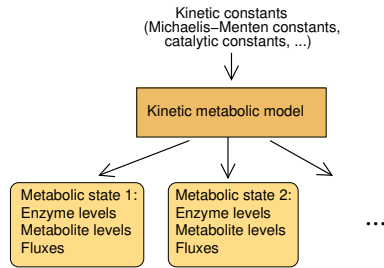 Kinetic constants
(Michaelis−Menten constants,
catalytic constants, ...)
Kinetic metabolic model
Metabolic state 1:
Enzyme levels
Metabolite levels
Fluxes
Metabolic state 2:
Enzyme levels
Metabolite levels
Fluxes
...